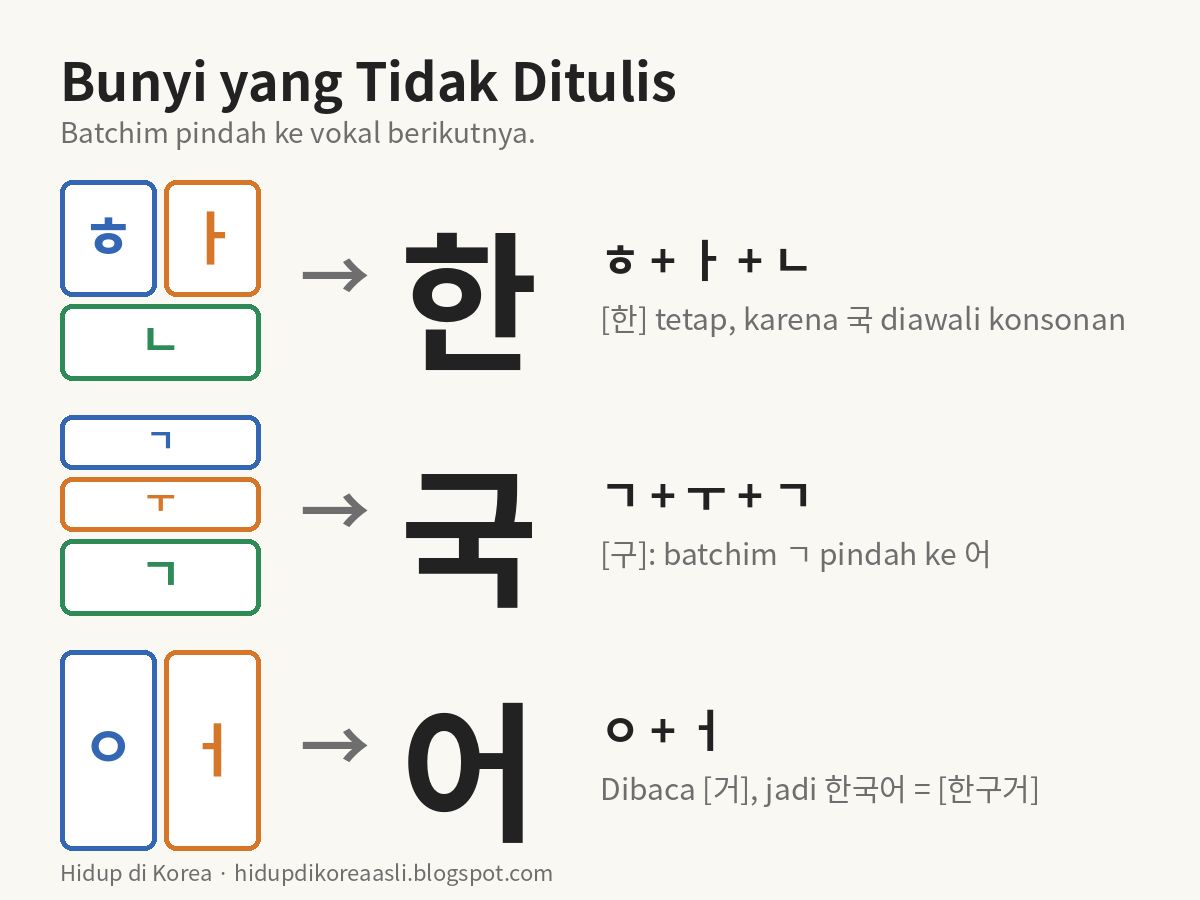 Bunyi yang Tidak Ditulis
Batchim pindah ke vokal berikutnya.
ㅎ ㅏ
ㄴ
→ 한
ㅎ + ㅏ + ㄴ
[한] tetap, karena 국 diawali konsonan
ㄱ
ㅜ
ㄱ
→ 국
ㄱ + ㅜ + ㄱ
[구]: batchim ㄱ pindah ke 어
ㅇ ㅓ
→ 어
ㅇ + ㅓ
Dibaca [거], jadi 한국어 = [한구거]
Hidup di Korea · hidupdikoreaasli.blogspot.com